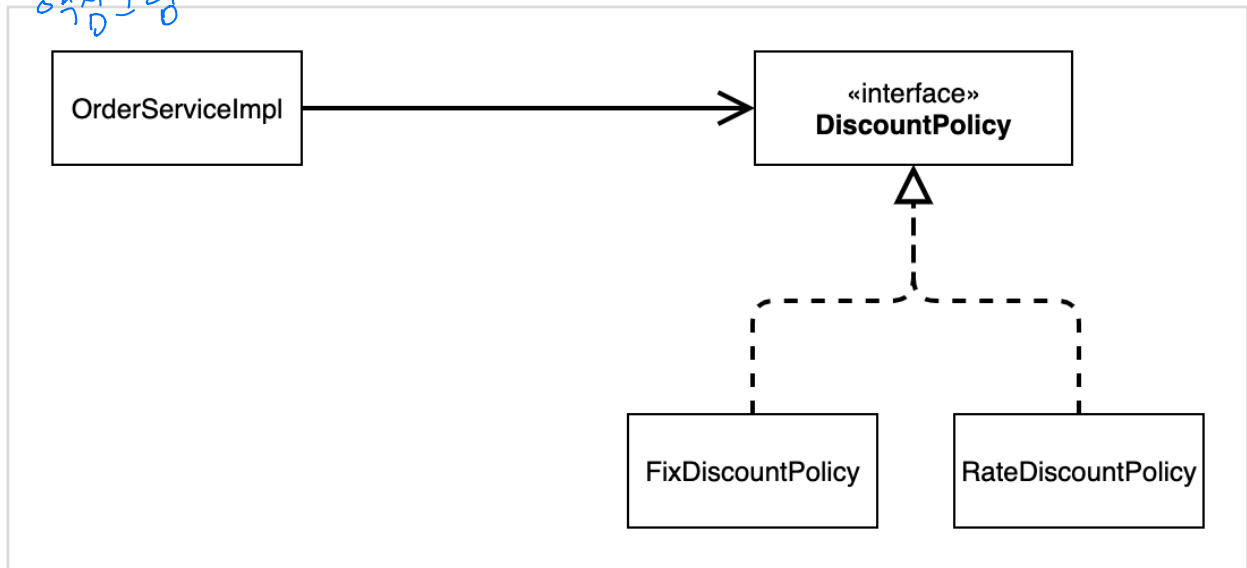 OrderServiceImpl
«interface»
DiscountPolicy
FixDiscountPolicy
RateDiscountPolicy